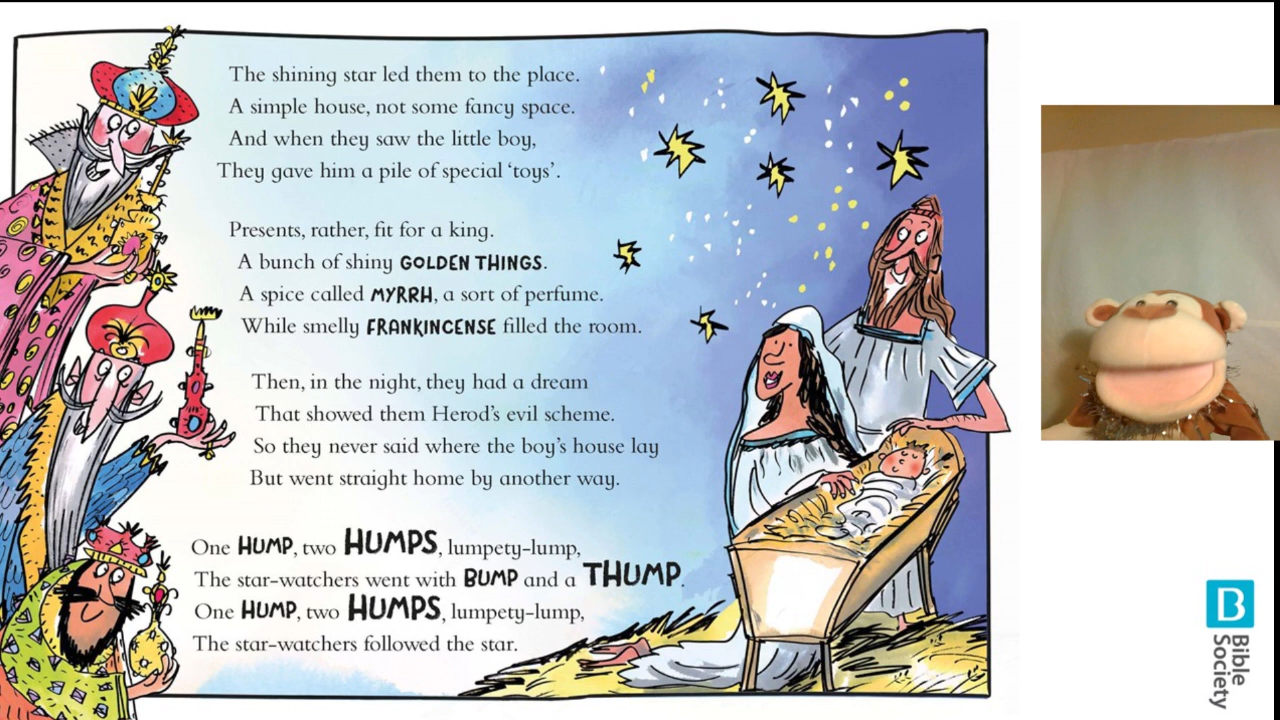 The shining star led them to the place.
A simple house, not some fancy space.
And when they saw the little boy,
They gave him a pile of special ‘toys’.
Presents, rather, fit for a king.
A bunch of shiny GOLDEN THINGS.
A spice called MYRRH, a sort of perfume.
While smelly FRANKINCENSE filled the room.
Then, in the night, they had a dream
That showed them Herod’s evil scheme.
So they never said where the boy’s house lay
But went straight home by another way.
One HUMP, two HUMPS, lumpety-lump,
The star-watchers went with BUMP and a THUMP.
One HUMP, two HUMPS, lumpety-lump,
The star-watchers followed the star.
B
Bible
Society